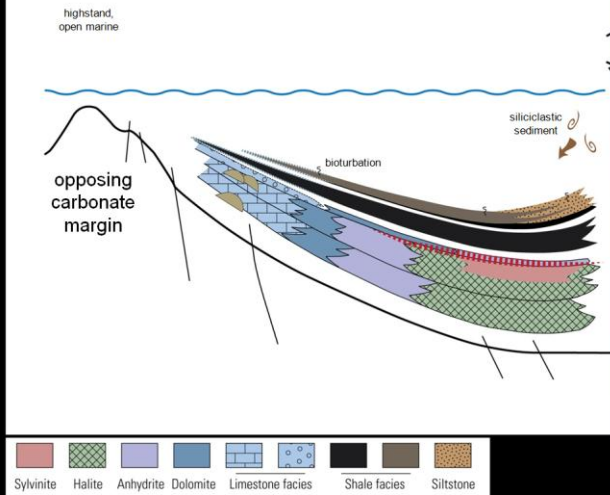 highstand,
open marine
siliciclastic
sediment
bioturbation
opposing
carbonate
margin
s
s
s
Sylvinite Halite Anhydrite Dolomite Limestone facies Shale facies Siltstone